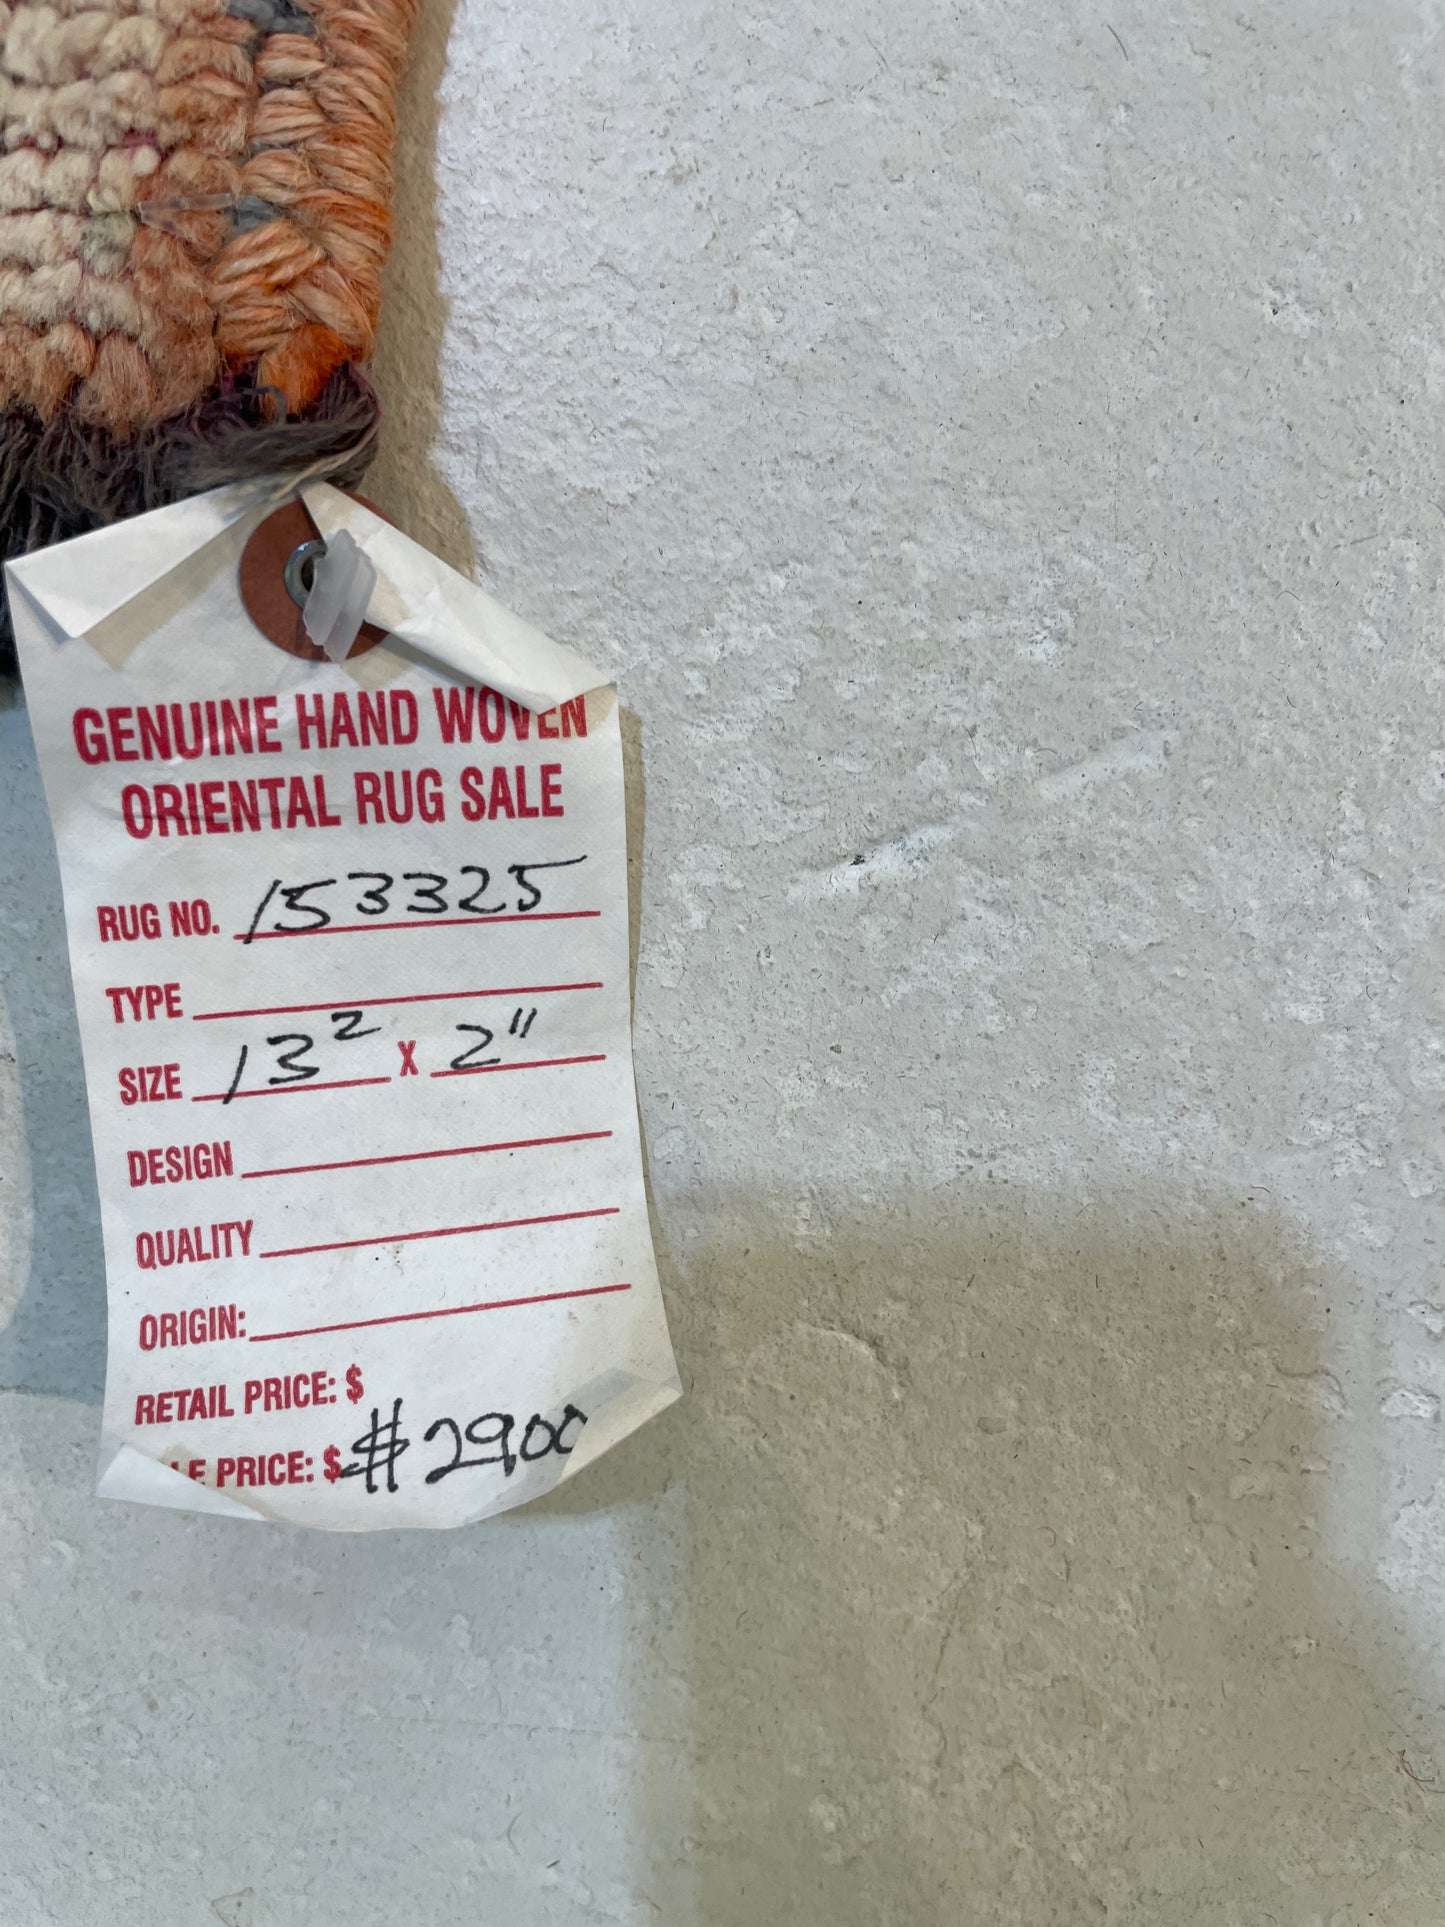 GENUINE HAND WOVEN
ORIENTAL RUG SALE
RUG NO. 153325
TYPE
SIZE 13² X 2"
DESIGN
QUALITY
ORIGIN:
RETAIL PRICE: $
PRICE: $ $2900